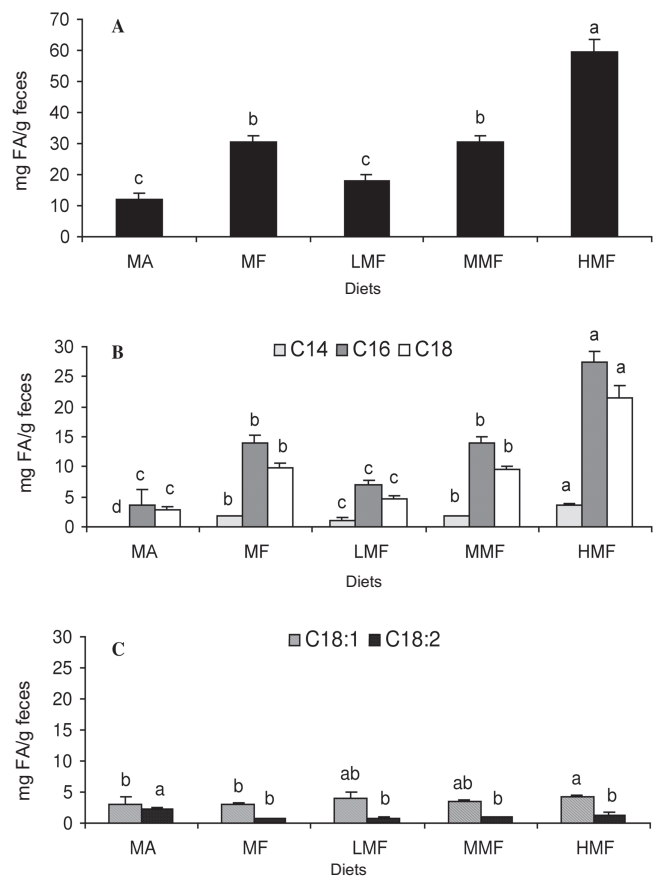 A
mg FA/g feces
70
60
50
40
30
20
10
0
c
b
c
b
a
MA MF LMF MMF HMF
Diets
B
C14 C16 C18
mg FA/g feces
30
25
20
15
10
5
0
d c c
b b b
c c c
b b b
a a a
MA MF LMF MMF HMF
Diets
C
C18:1 C18:2
mg FA/g feces
30
25
20
15
10
5
0
b a
b b
ab b
ab b
a b
MA MF LMF MMF HMF
Diets